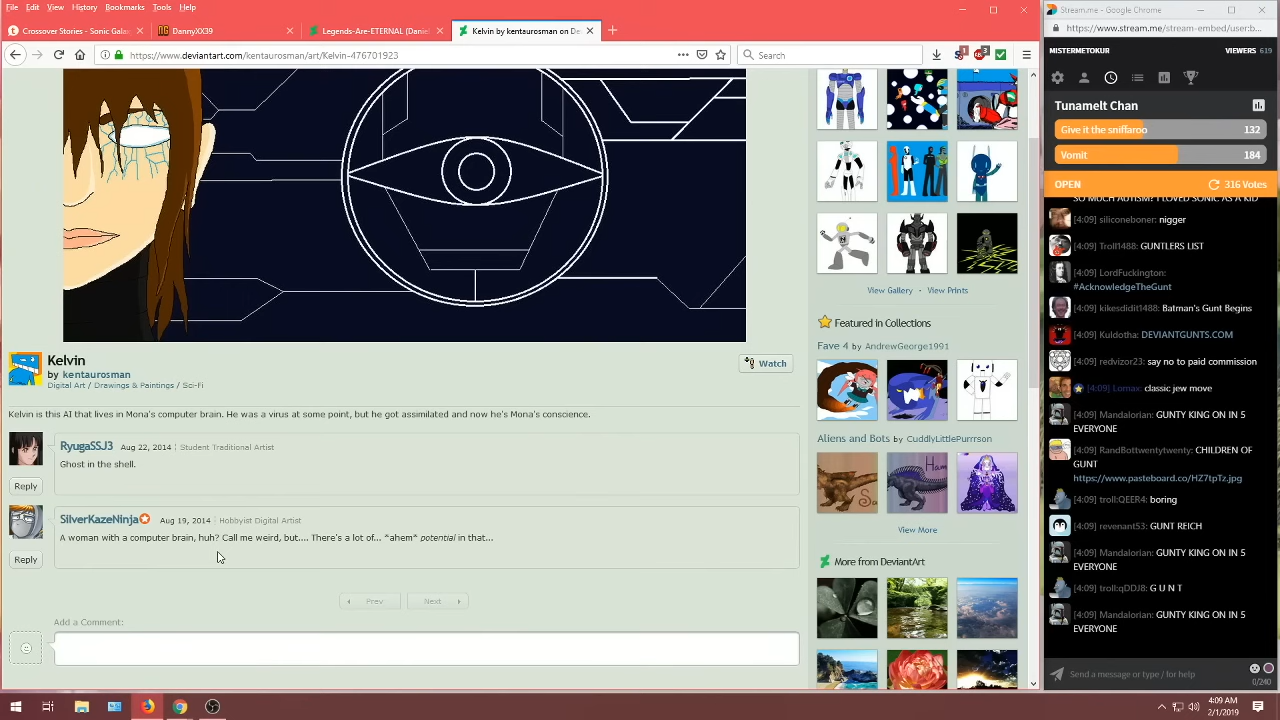 File Edit View History Bookmarks Tools Help
Crossover Stories - Sonic Galax
DannyXX39
Legends-Are-ETERNAL (Daniel
Kelvin by kentaurosman on De
https://www.deviantart.com/kentaurosman/art/Kelvin-476701923
Search
View Gallery · View Prints
Featured in Collections
Fave 4 by AndrewGeorge1991
Aliens and Bots by CuddlyLittlePurrrson
View More
More from DeviantArt
Kelvin
by kentaurosman
Digital Art / Drawings & Paintings / Sci-Fi
Watch
Kelvin is this AI that lives in Mona's computer brain. He was a virus at some point, but he got assimilated and now he's Mona's conscience.
RyugaSSJ3 Aug 22, 2014 Student Traditional Artist
Ghost in the shell.
Reply
SilverKazeNinja Aug 19, 2014 Hobbyist Digital Artist
A woman with a computer brain, huh? Call me weird, but.... There's a lot of... *ahem* potential in that...
Reply
Prev Next
Add a Comment:
Stream.me - Google Chrome
https://www.stream.me/stream-embed/user:b
MISTERMETOKUR VIEWERS 619
Tunamelt Chan
Give it the sniffaroo 132
Vomit 184
OPEN 316 Votes
SO MUCH AUTISM? I LOVED SONIC AS A KID
[4:09] siliconeboner: nigger
[4:09] Troll1488: GUNTLERS LIST
[4:09] LordFuckington:
#AcknowledgeTheGunt
[4:09] kikesdidit1488: Batman's Gunt Begins
[4:09] Kuldotha: DEVIANTGUNTS.COM
[4:09] redvizor23: say no to paid commission
[4:09] Lomax: classic jew move
[4:09] Mandalorian: GUNTY KING ON IN 5
EVERYONE
[4:09] RandBottwentytwenty: CHILDREN OF
GUNT
https://www.pasteboard.co/HZ7tpTz.jpg
[4:09] troll:QEER4: boring
[4:09] revenant53: GUNT REICH
[4:09] Mandalorian: GUNTY KING ON IN 5
EVERYONE
[4:09] troll:qDDJ8: G U N T
[4:09] Mandalorian: GUNTY KING ON IN 5
EVERYONE
Send a message or type / for help
0/240
4:09 AM
2/1/2019